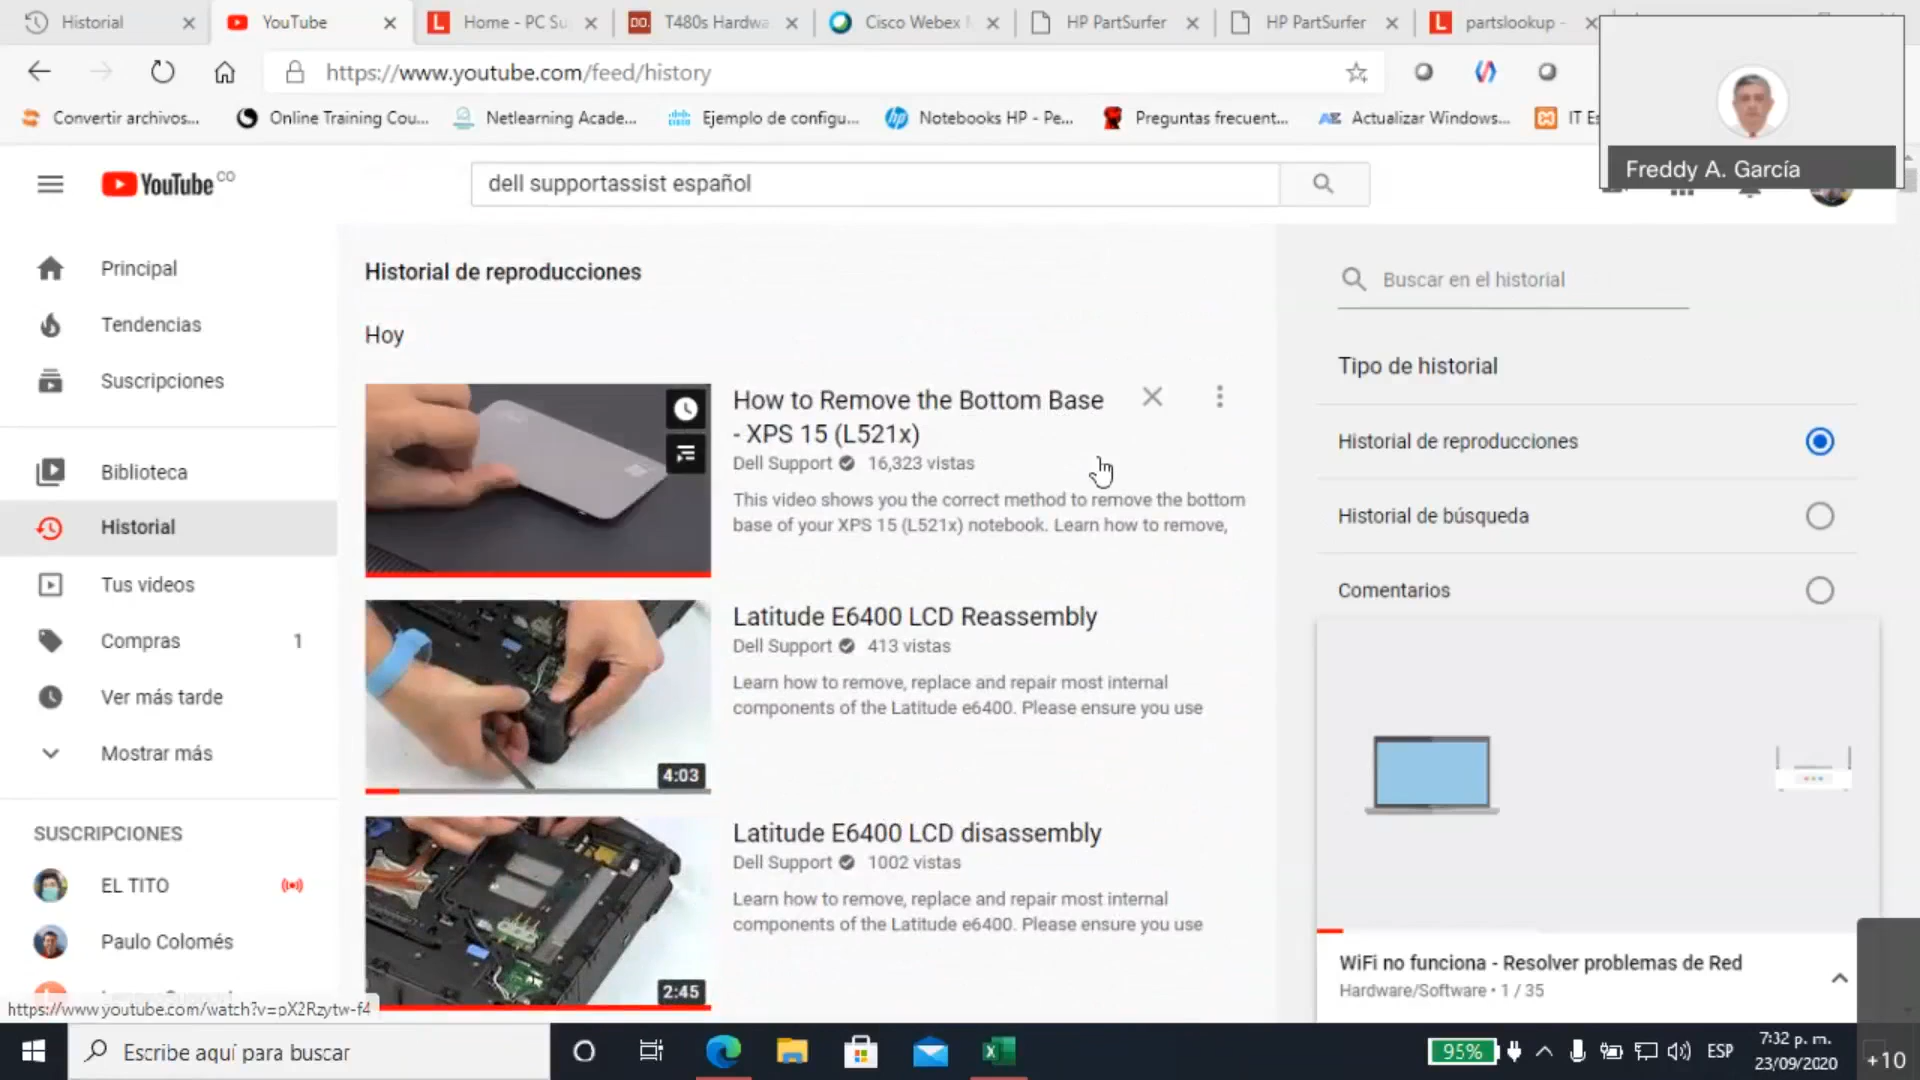 Historial
YouTube
Home - PC Su
T480s Hardwa
Cisco Webex
HP PartSurfer
HP PartSurfer
partslookup -
https://www.youtube.com/feed/history
Convertir archivos...
Online Training Cou...
Netlearning Acade...
Ejemplo de configu...
Notebooks HP - Pe...
Preguntas frecuent...
Actualizar Windows...
IT Es
Freddy A. García
YouTube CO
dell supportassist español
Principal
Tendencias
Suscripciones
Biblioteca
Historial
Tus videos
Compras 1
Ver más tarde
Mostrar más
SUSCRIPCIONES
EL TITO
Paulo Colomés
https://www.youtube.com/watch?v=pX2Rzytw-f4
Historial de reproducciones
Hoy
How to Remove the Bottom Base
- XPS 15 (L521x)
Dell Support 16,323 vistas
This video shows you the correct method to remove the bottom
base of your XPS 15 (L521x) notebook. Learn how to remove,
4:03
Latitude E6400 LCD Reassembly
Dell Support 413 vistas
Learn how to remove, replace and repair most internal
components of the Latitude e6400. Please ensure you use
2:45
Latitude E6400 LCD disassembly
Dell Support 1002 vistas
Learn how to remove, replace and repair most internal
components of the Latitude e6400. Please ensure you use
Buscar en el historial
Tipo de historial
Historial de reproducciones
Historial de búsqueda
Comentarios
WiFi no funciona - Resolver problemas de Red
Hardware/Software • 1 / 35
Escribe aquí para buscar
95%
ESP
7:32 p. m.
23/09/2020
+10